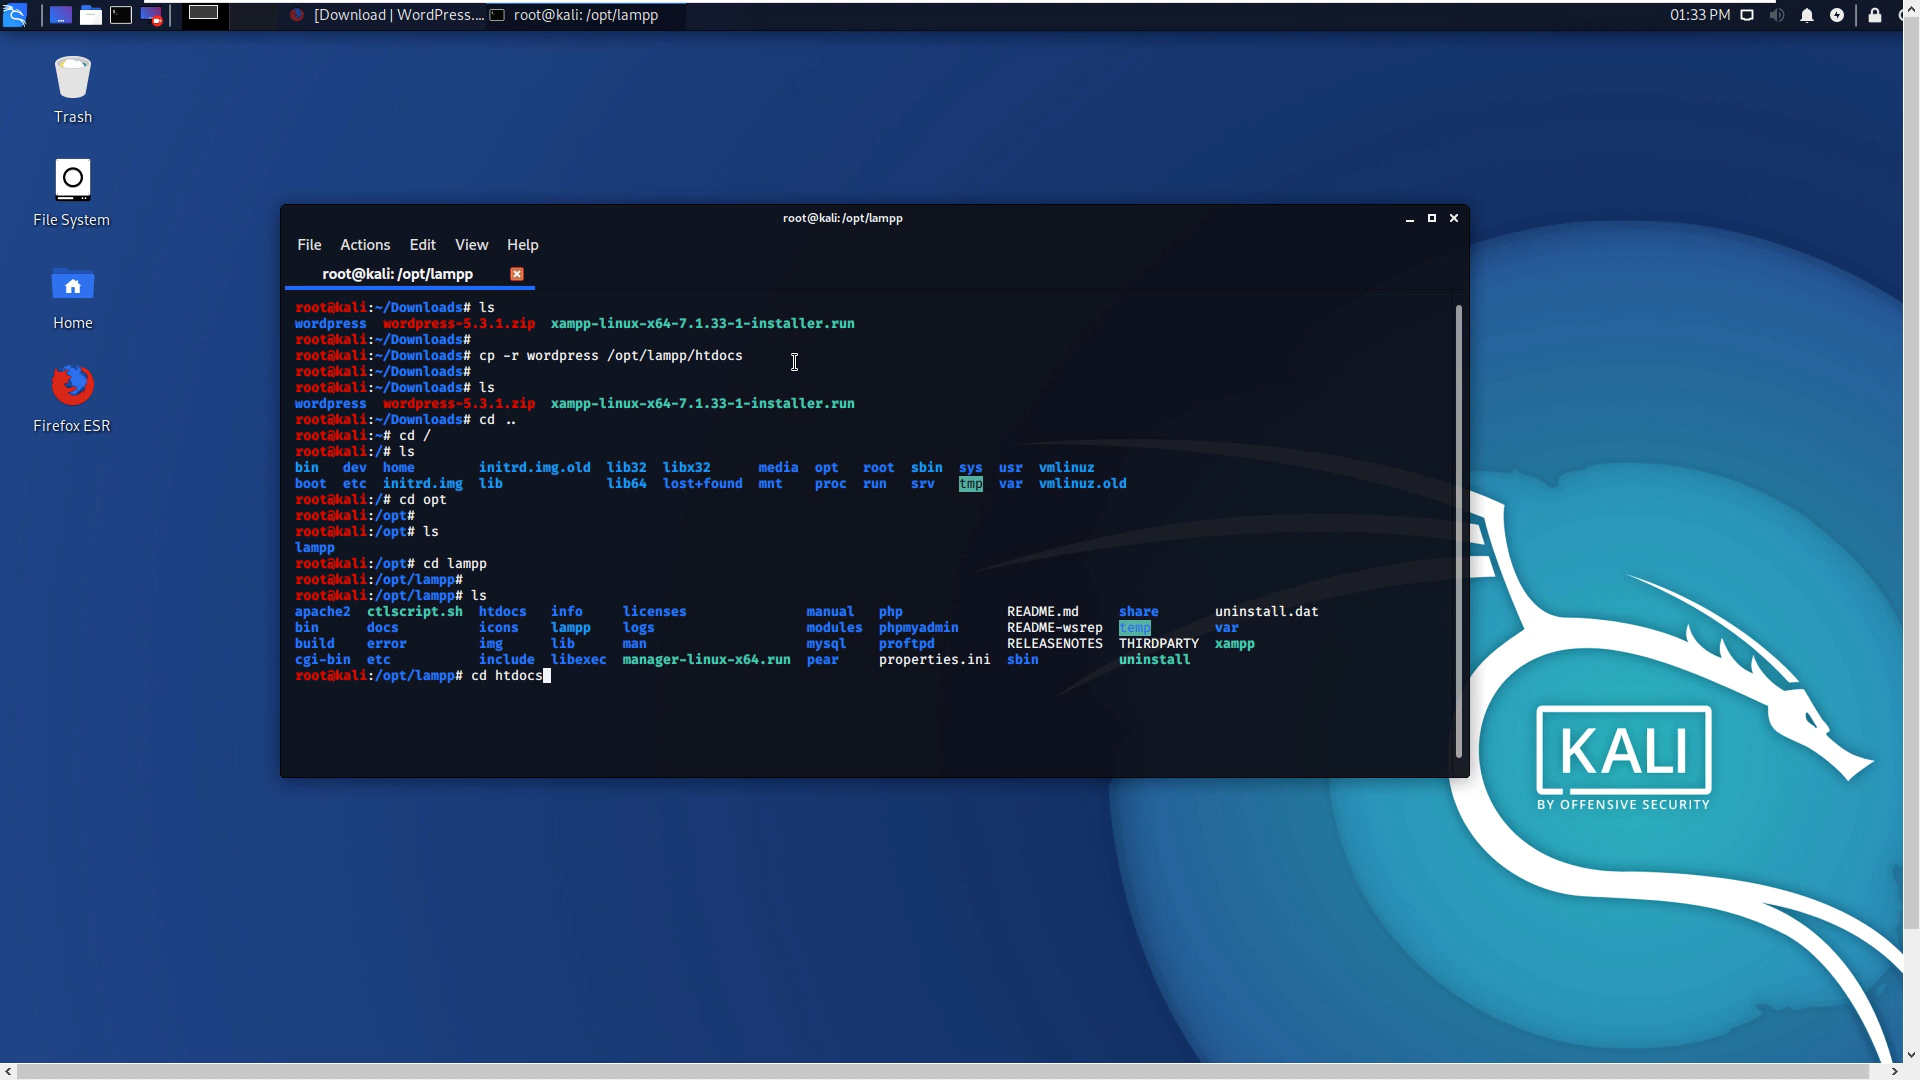 [Download | WordPress.... root@kali: /opt/lampp 01:33 PM
Trash
File System
Home
Firefox ESR
root@kali: /opt/lampp
File Actions Edit View Help
root@kali: /opt/lampp
root@kali:~/Downloads# ls
wordpress wordpress-5.3.1.zip xampp-linux-x64-7.1.33-1-installer.run
root@kali:~/Downloads#
root@kali:~/Downloads# cp -r wordpress /opt/lampp/htdocs
root@kali:~/Downloads#
root@kali:~/Downloads# ls
wordpress wordpress-5.3.1.zip xampp-linux-x64-7.1.33-1-installer.run
root@kali:~/Downloads# cd ..
root@kali:~# cd /
root@kali:/# ls
bin dev home initrd.img.old lib32 libx32 media opt root sbin sys usr vmlinuz
boot etc initrd.img lib lib64 lost+found mnt proc run srv tmp var vmlinuz.old
root@kali:/# cd opt
root@kali:/opt#
root@kali:/opt# ls
lampp
root@kali:/opt# cd lampp
root@kali:/opt/lampp#
root@kali:/opt/lampp# ls
apache2 ctlscript.sh htdocs info licenses manual php README.md share uninstall.dat
bin docs icons lampp logs modules phpmyadmin README-wsrep temp var
build error img lib man mysql proftpd RELEASENOTES THIRDPARTY xampp
cgi-bin etc include libexec manager-linux-x64.run pear properties.ini sbin uninstall
root@kali:/opt/lampp# cd htdocs
KALI
BY OFFENSIVE SECURITY